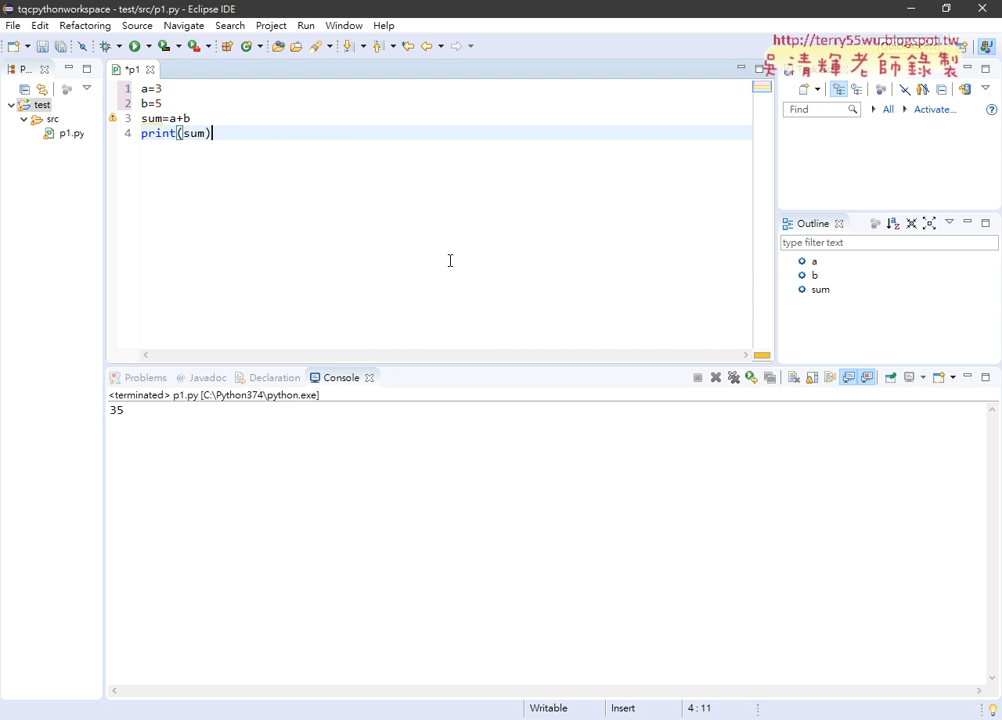 tqcpythonworkspace - test/src/p1.py - Eclipse IDE
File Edit Refactoring Source Navigate Search Project Run Window Help
http://terry55wu.blogspot.tw
吳清輝老師錄製
P...
*p1
test
src
p1.py
1 a=3
2 b=5
3 sum=a+b
4 print(sum)
Find
All
Activate...
Outline
type filter text
a
b
sum
Problems
Javadoc
Declaration
Console
<terminated> p1.py [C:\Python374\python.exe]
35
Writable
Insert
4 : 11